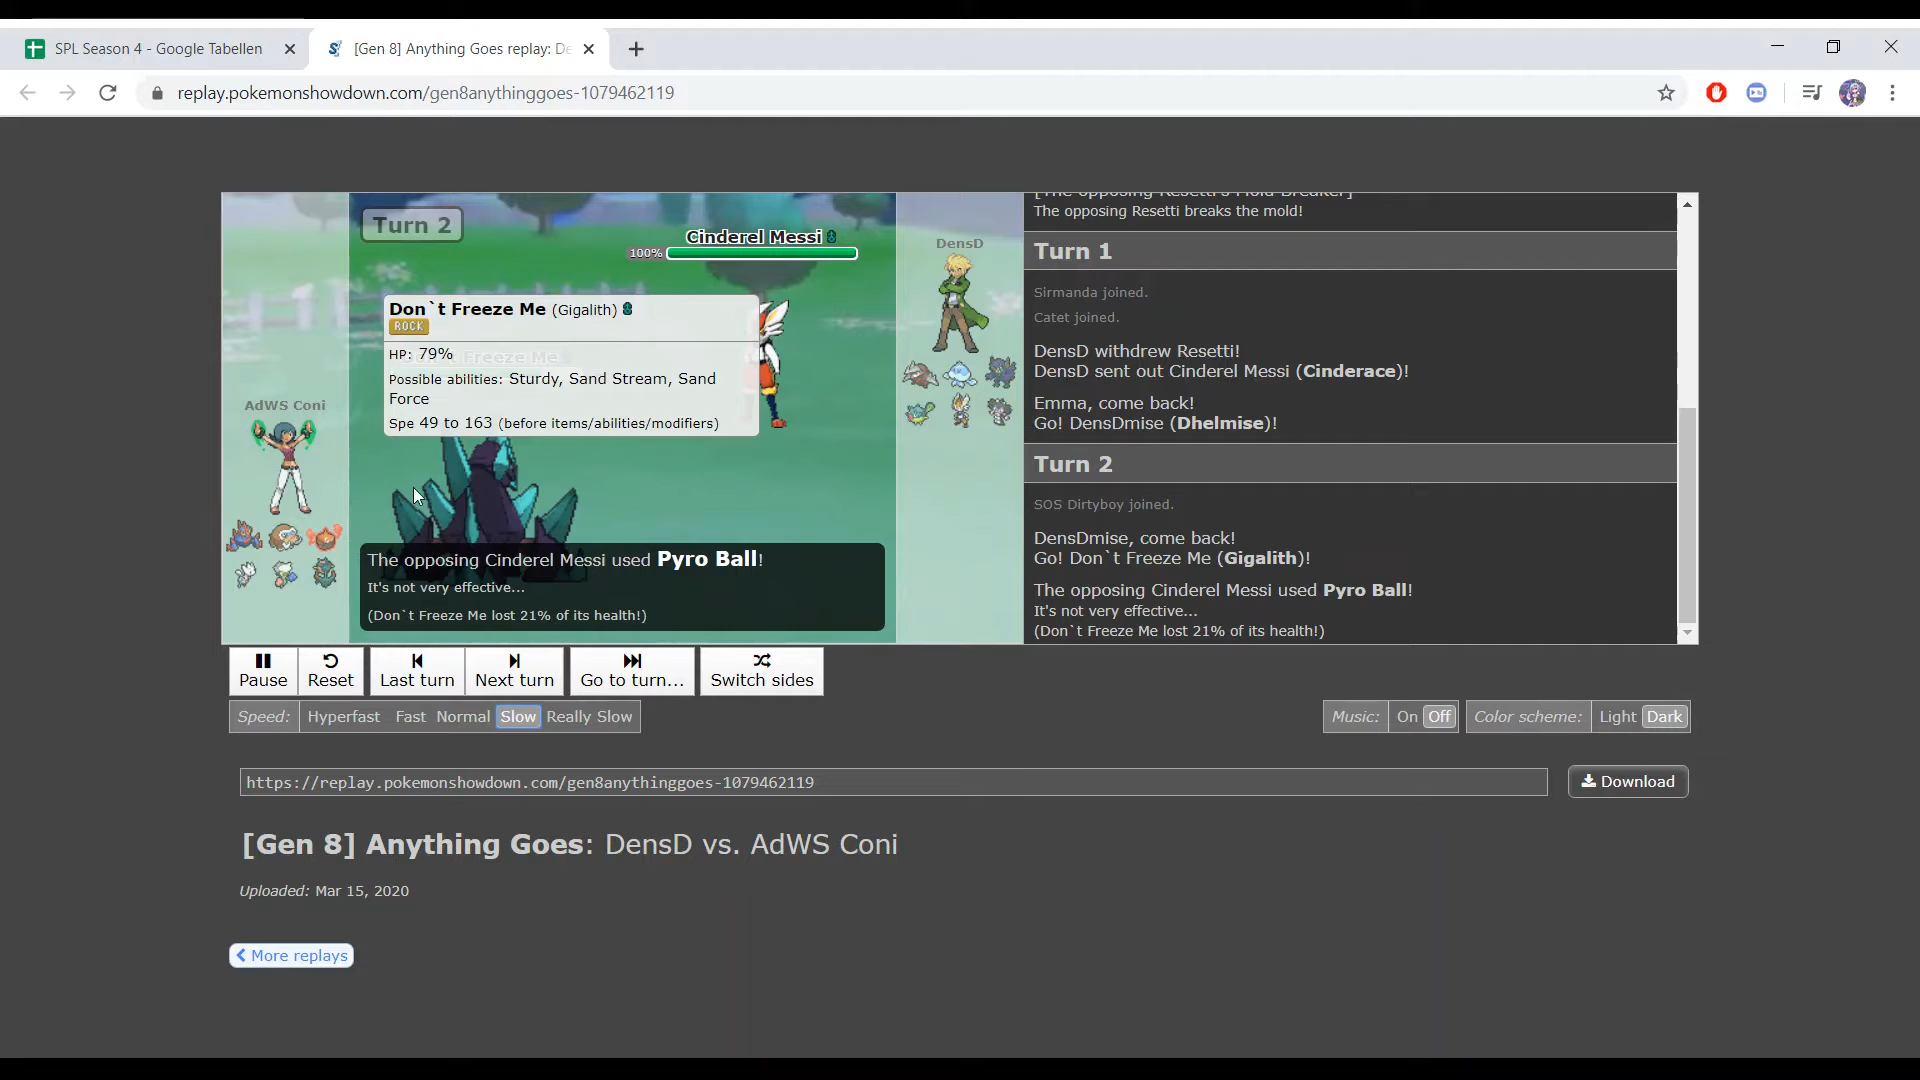 SPL Season 4 - Google Tabellen
[Gen 8] Anything Goes replay: De
replay.pokemonshowdown.com/gen8anythinggoes-1079462119
Turn 2
Cinderel Messi
100%
Don`t Freeze Me (Gigalith)
ROCK
HP: 79%
Possible abilities: Sturdy, Sand Stream, Sand
Force
Spe 49 to 163 (before items/abilities/modifiers)
AdWS Coni
DensD
The opposing Cinderel Messi used Pyro Ball!
It's not very effective...
(Don`t Freeze Me lost 21% of its health!)
[The opposing Resetti's Mold Breaker]
The opposing Resetti breaks the mold!
Turn 1
Sirmanda joined.
Catet joined.
DensD withdrew Resetti!
DensD sent out Cinderel Messi (Cinderace)!
Emma, come back!
Go! DensDmise (Dhelmise)!
Turn 2
SOS Dirtyboy joined.
DensDmise, come back!
Go! Don`t Freeze Me (Gigalith)!
The opposing Cinderel Messi used Pyro Ball!
It's not very effective...
(Don`t Freeze Me lost 21% of its health!)
Pause Reset Last turn Next turn Go to turn... Switch sides
Speed: Hyperfast Fast Normal Slow Really Slow
Music: On Off Color scheme: Light Dark
https://replay.pokemonshowdown.com/gen8anythinggoes-1079462119
Download
[Gen 8] Anything Goes: DensD vs. AdWS Coni
Uploaded: Mar 15, 2020
More replays